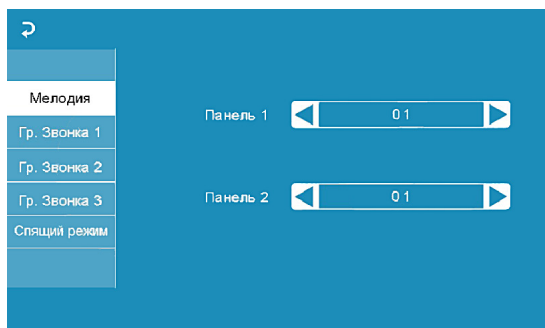 Мелодия
Гр. Звонка 1
Гр. Звонка 2
Гр. Звонка 3
Спящий режим
Панель 1 01
Панель 2 01